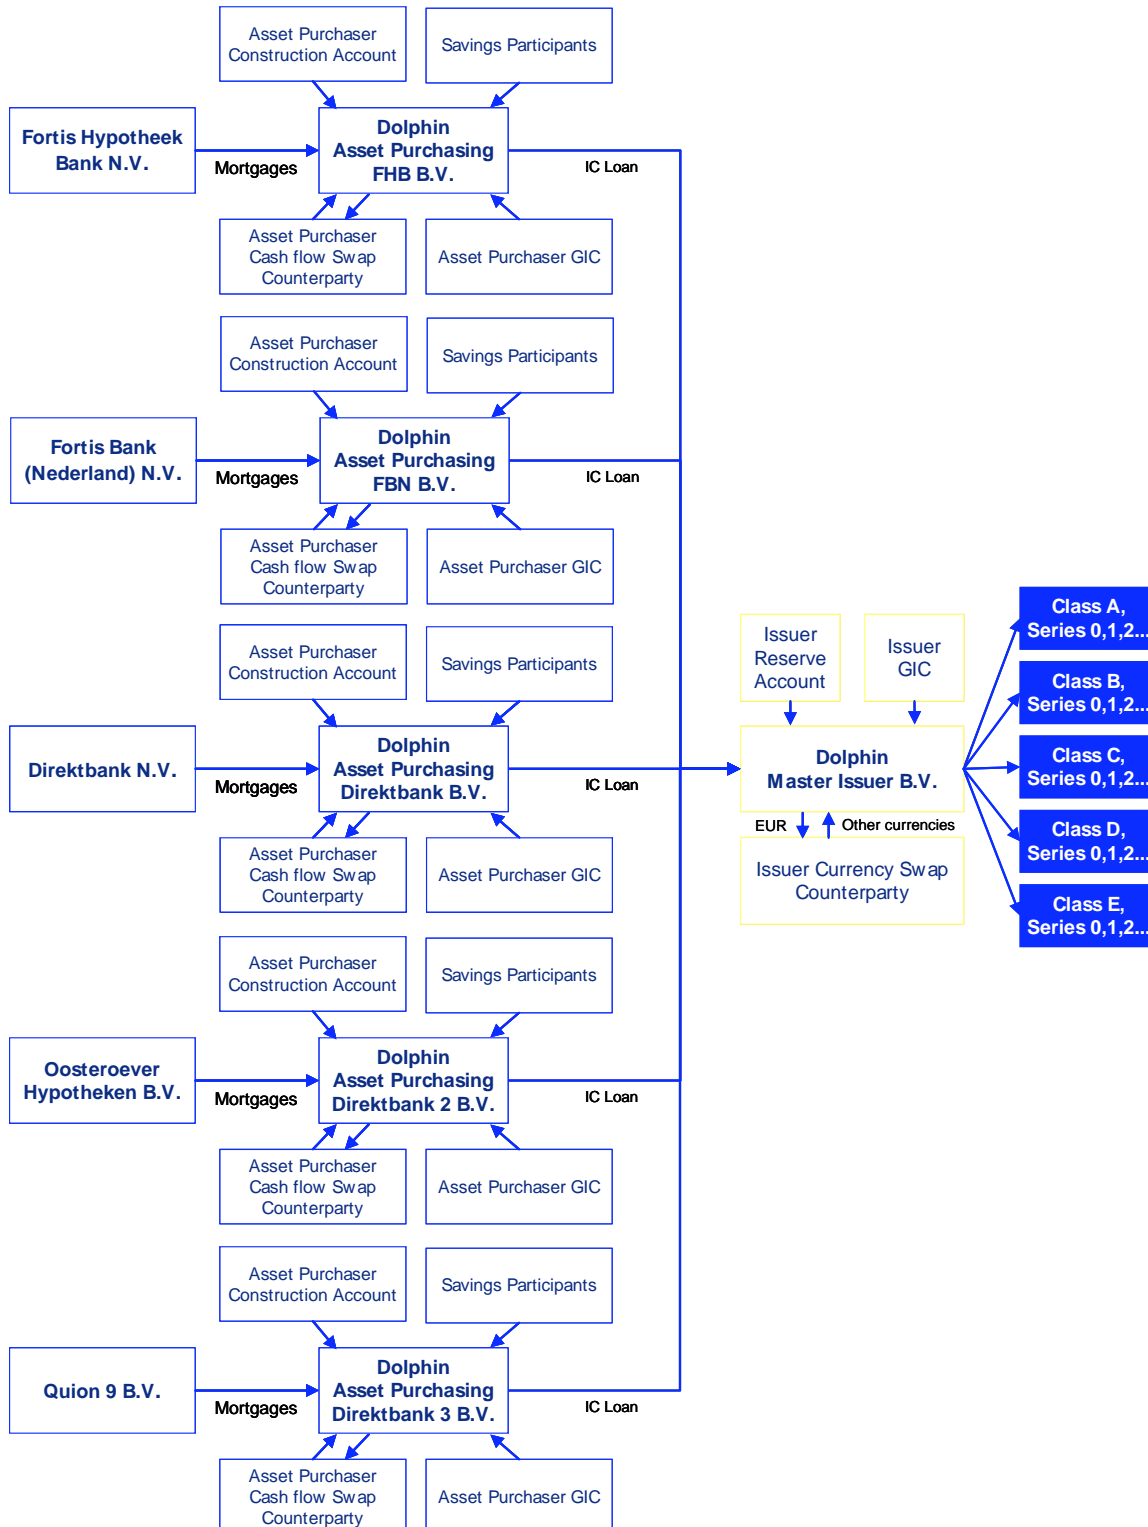 Asset Purchaser
Construction Account
Savings Participants
Fortis Hypotheek
Bank N.V.
Mortgages
Dolphin
Asset Purchasing
FHB B.V.
IC Loan
Asset Purchaser
Cash flow Swap
Counterparty
Asset Purchaser GIC
Asset Purchaser
Construction Account
Savings Participants
Fortis Bank
(Nederland) N.V.
Mortgages
Dolphin
Asset Purchasing
FBN B.V.
IC Loan
Asset Purchaser
Cash flow Swap
Counterparty
Asset Purchaser GIC
Asset Purchaser
Construction Account
Savings Participants
Direktbank N.V.
Mortgages
Dolphin
Asset Purchasing
Direktbank B.V.
IC Loan
Asset Purchaser
Cash flow Swap
Counterparty
Asset Purchaser GIC
Issuer
Reserve
Account
Issuer
GIC
Dolphin
Master Issuer B.V.
EUR
Other currencies
Issuer Currency Swap
Counterparty
Class A,
Series 0,1,2...
Class B,
Series 0,1,2...
Class C,
Series 0,1,2...
Class D,
Series 0,1,2...
Class E,
Series 0,1,2...
Asset Purchaser
Construction Account
Savings Participants
Oosteroever
Hypotheken B.V.
Mortgages
Dolphin
Asset Purchasing
Direktbank 2 B.V.
IC Loan
Asset Purchaser
Cash flow Swap
Counterparty
Asset Purchaser GIC
Asset Purchaser
Construction Account
Savings Participants
Quion 9 B.V.
Mortgages
Dolphin
Asset Purchasing
Direktbank 3 B.V.
IC Loan
Asset Purchaser
Cash flow Swap
Counterparty
Asset Purchaser GIC